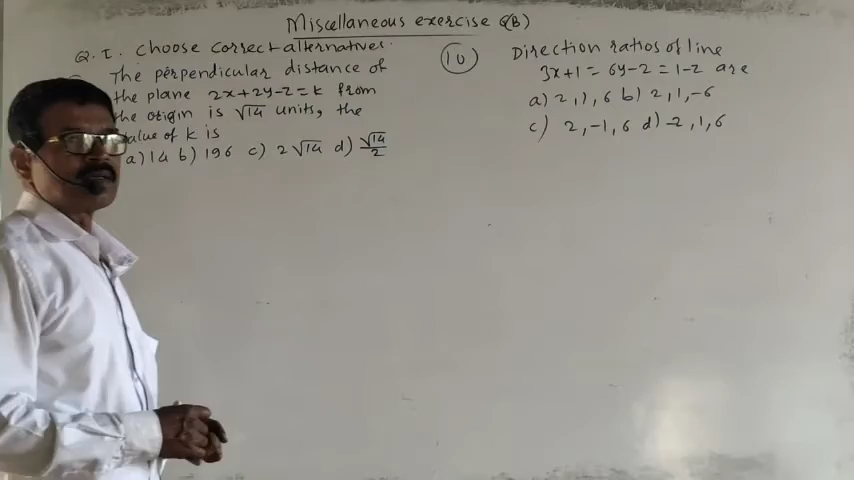 Miscellaneous exercise (B)
Q. I. Choose correct alternatives.
The perpendicular distance of
the plane 2x+2y-z=k from
the origin is √14 units, the
value of k is
a) 14 b) 196 c) 2√14 d) √14/2
10
Direction ratios of line
3x+1 = 6y-2 = 1-z are
a) 2,1,6 b) 2,1,-6
c) 2,-1,6 d) -2,1,6